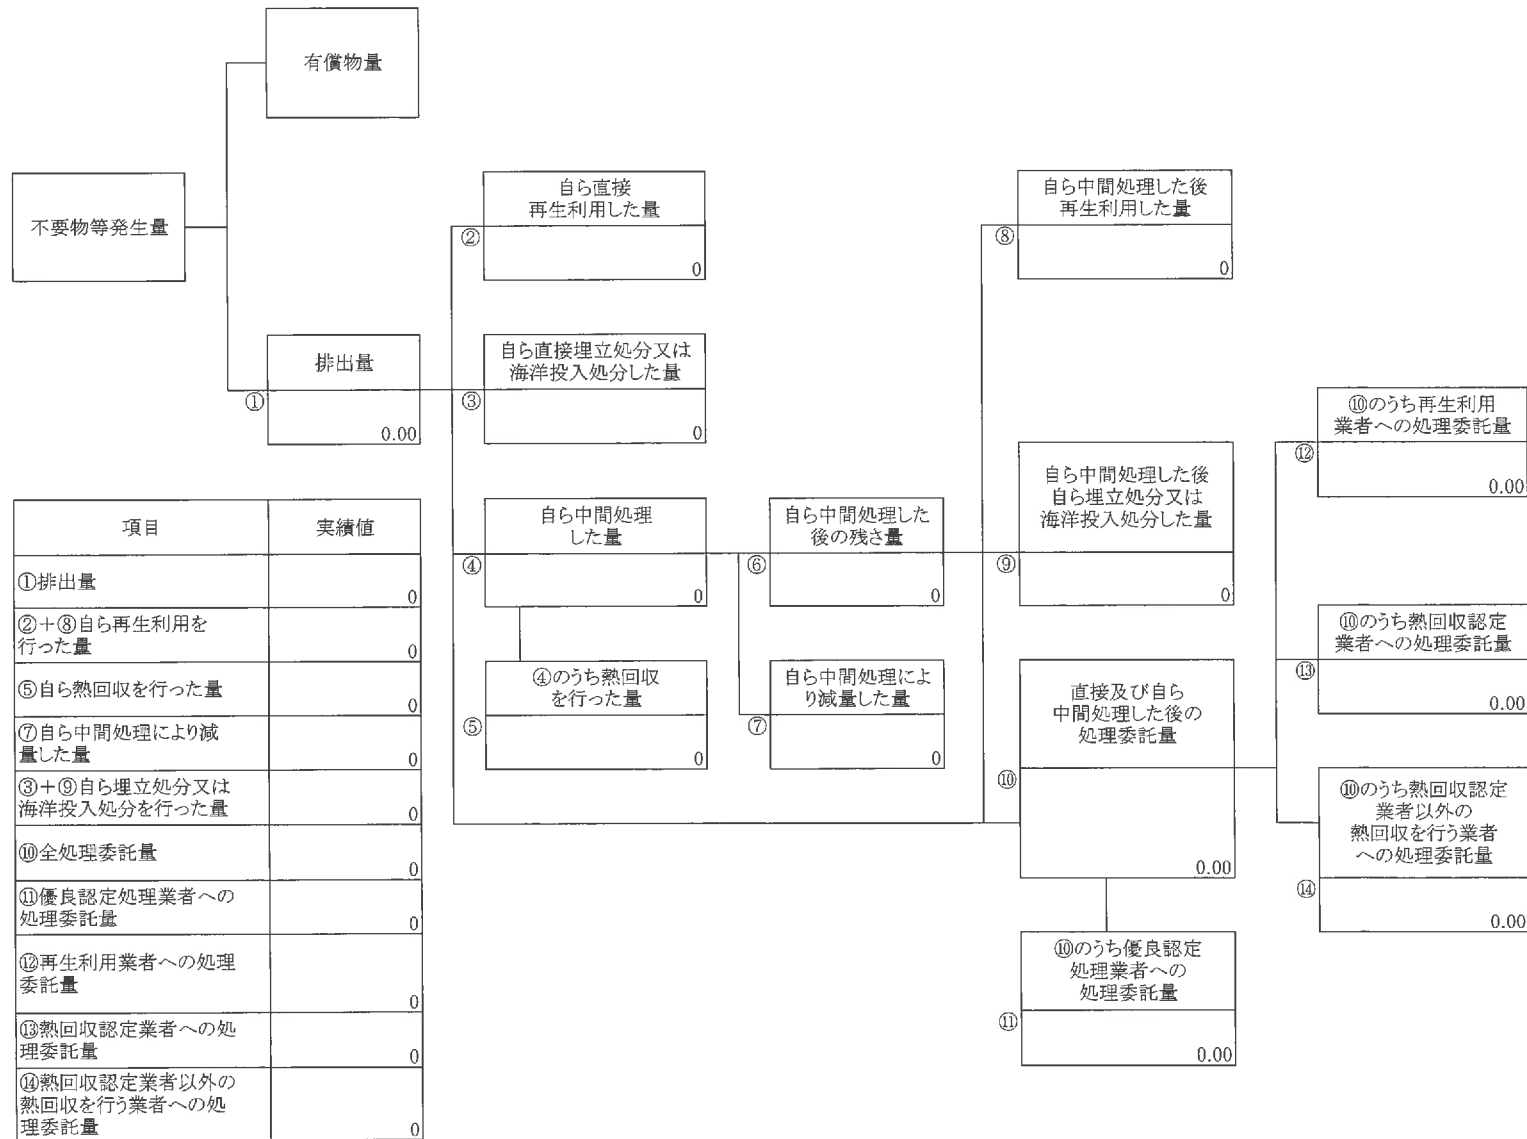 有償物量
不要物等発生量
自ら直接
再生利用した量
②
0
自ら中間処理した後
再生利用した量
⑧
0
排出量
①
0.00
自ら直接埋立処分又は
海洋投入処分した量
③
0
自ら中間処理
した量
④
0
自ら中間処理した
後の残さ量
⑥
0
自ら中間処理した後
自ら埋立処分又は
海洋投入処分した量
⑨
0
⑩のうち再生利用
業者への処理委託量
⑫
0.00
④のうち熱回収
を行った量
⑤
0
自ら中間処理によ
り減量した量
⑦
0
直接及び自ら
中間処理した後の
処理委託量
⑩
0.00
⑩のうち熱回収認定
業者への処理委託量
⑬
0.00
⑩のうち熱回収認定
業者以外の
熱回収を行う業者
への処理委託量
⑭
0.00
⑩のうち優良認定
処理業者への
処理委託量
⑪
0.00
項目 実績値
①排出量
0
②+⑧自ら再生利用を
行った量
0
⑤自ら熱回収を行った量
0
⑦自ら中間処理により減
量した量
0
③+⑨自ら埋立処分又は
海洋投入処分を行った量
0
⑩全処理委託量
0
⑪優良認定処理業者への
処理委託量
0
⑫再生利用業者への処理
委託量
0
⑬熱回収認定業者への処
理委託量
0
⑭熱回収認定業者以外の
熱回収を行う業者への処
理委託量
0